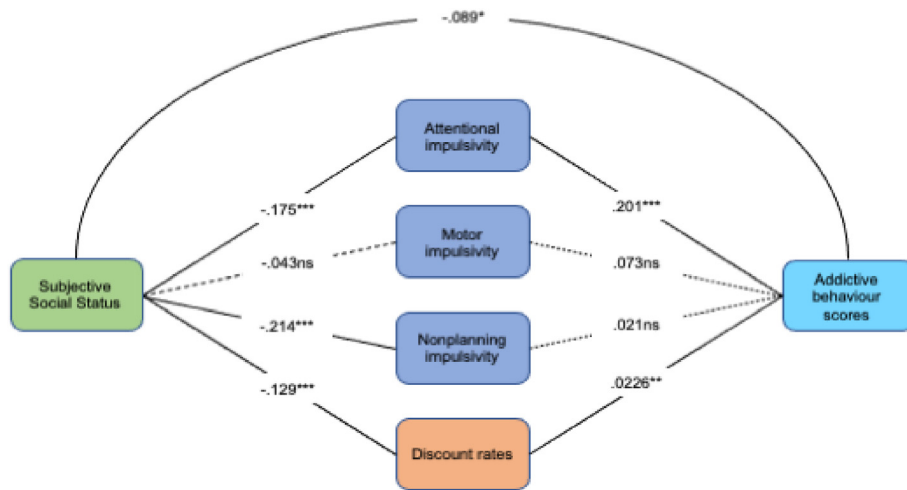 -.089*
Attentional
impulsivity
-.175***
.201***
Motor
impulsivity
-.043ns
.073ns
Subjective
Social Status
Addictive
behaviour
scores
-.214***
Nonplanning
impulsivity
.021ns
-.129***
.0226**
Discount rates